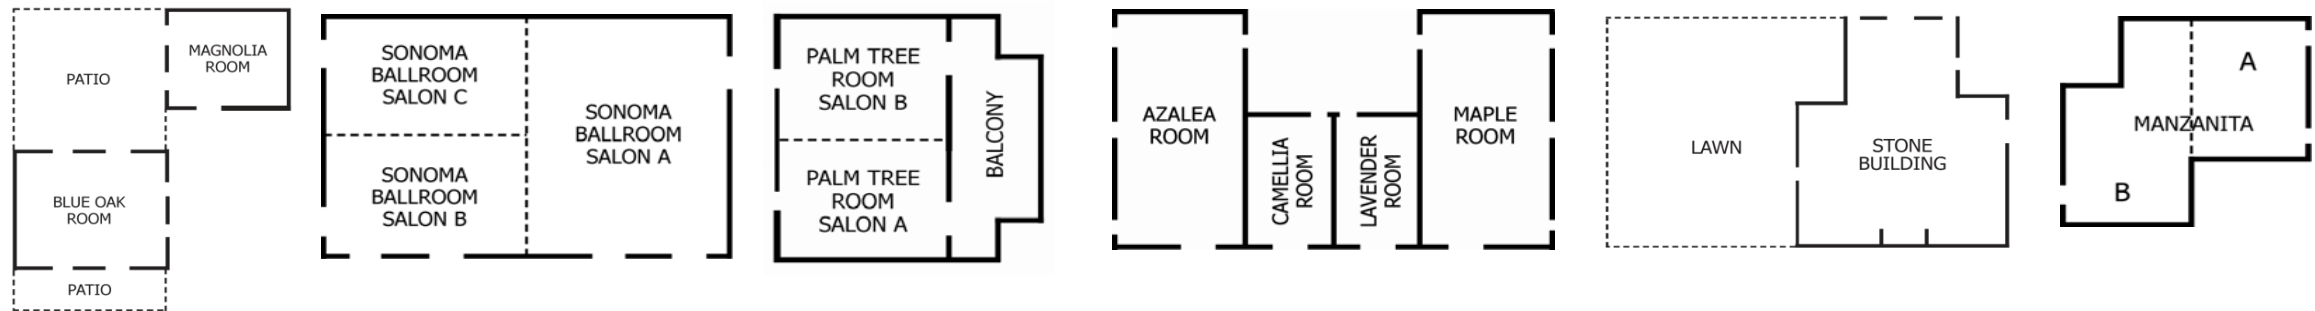 PATIO
MAGNOLIA
ROOM
BLUE OAK
ROOM
PATIO
SONOMA
BALLROOM
SALON C
SONOMA
BALLROOM
SALON B
SONOMA
BALLROOM
SALON A
PALM TREE
ROOM
SALON B
PALM TREE
ROOM
SALON A
BALCONY
AZALEA
ROOM
CAMELLIA
ROOM
LAVENDER
ROOM
MAPLE
ROOM
LAWN
STONE
BUILDING
A
MANZANITA
B